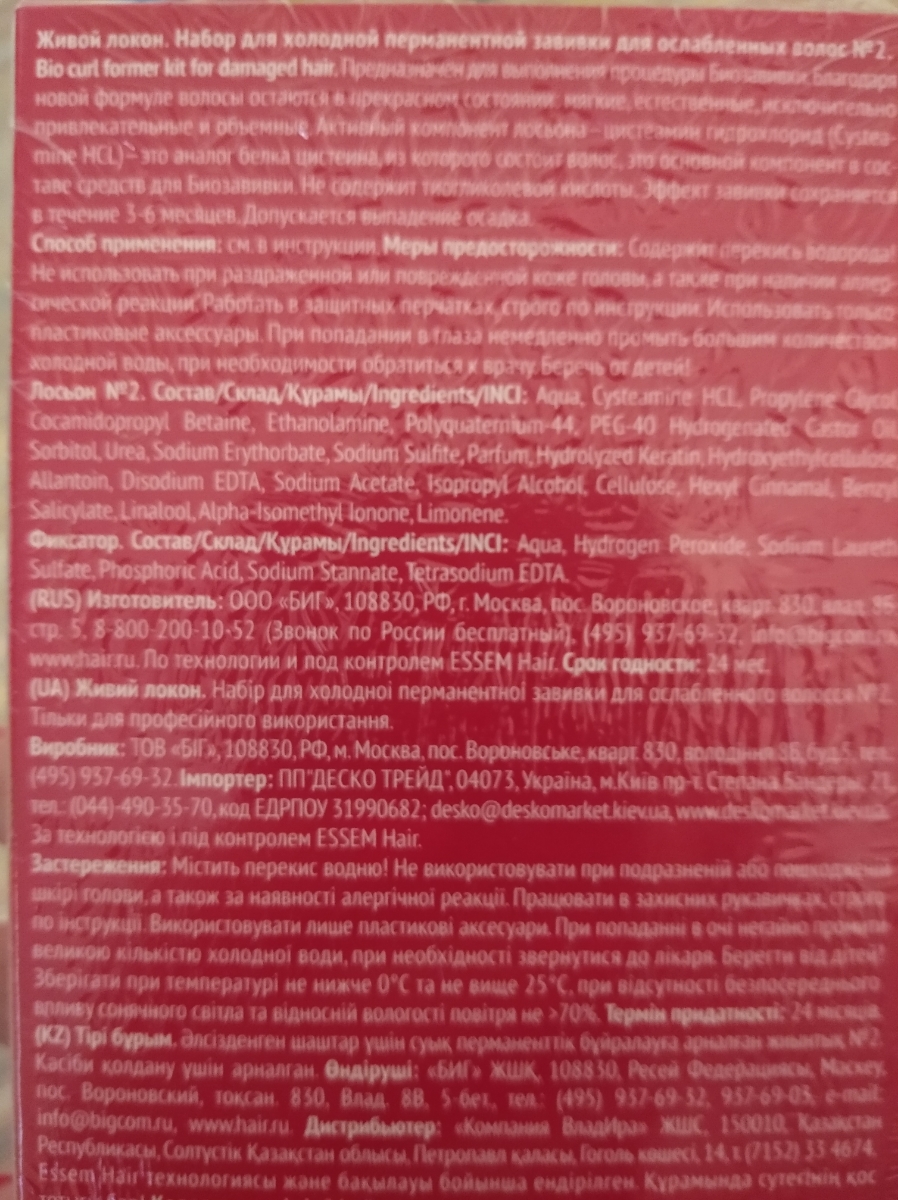 Живой локон. Набор для холодной перманентной завивки для ослабленных волос №2.
Bio curl former kit for damaged hair. Предназначен для выполнения процедуры Биозавивки. Благодаря
новой формуле волосы остаются в прекрасном состоянии: мягкие, естественные, исключительно
привлекательные и объемные. Активный компонент лосьона – цистеамин гидрохлорид (Cystea-
mine HCL) – это аналог белка цистеина, из которого состоит волос, это основной компонент в сос-
таве средств для Биозавивки. Не содержит тиогликолевой кислоты. Эффект завивки сохраняется
в течение 3-6 месяцев. Допускается выпадение осадка.
Способ применения: см. в инструкции. Меры предосторожности: Содержит перекись водорода!
Не использовать при раздраженной или поврежденной коже головы, а также при наличии аллер-
гической реакции. Работать в защитных перчатках, строго по инструкции. Использовать только
пластиковые аксессуары. При попадании в глаза немедленно промыть большим количеством
холодной воды, при необходимости обратиться к врачу. Беречь от детей!
Лосьон №2. Состав/Склад/Құрамы/Ingredients/INCI: Aqua, Cysteamine HCL, Propylene Glycol,
Cocamidopropyl Betaine, Ethanolamine, Polyquaternium-44, PEG-40 Hydrogenated Castor Oil,
Sorbitol, Urea, Sodium Erythorbate, Sodium Sulfite, Parfum, Hydrolyzed Keratin, Hydroxyethylcellulose,
Allantoin, Disodium EDTA, Sodium Acetate, Isopropyl Alcohol, Cellulose, Hexyl Cinnamal, Benzyl
Salicylate, Linalool, Alpha-Isomethyl Ionone, Limonene.
Фиксатор. Состав/Склад/Құрамы/Ingredients/INCI: Aqua, Hydrogen Peroxide, Sodium Laureth
Sulfate, Phosphoric Acid, Sodium Stannate, Tetrasodium EDTA.
(RUS) Изготовитель: ООО «БИГ», 108830, РФ, г. Москва, пос. Вороновское, кварт. 830, влад. 8Б,
стр. 5. 8-800-200-10-52 (Звонок по России бесплатный), (495) 937-69-32, info@bigcom.ru,
www.hair.ru. По технологии и под контролем ESSEM Hair. Срок годности: 24 мес.
(UA) Живий локон. Набір для холодної перманентної завивки для ослабленного волосся №2.
Тільки для професійного використання.
Виробник: ТОВ «БІГ», 108830, РФ, м. Москва, пос. Вороновське, кварт. 830, володіння 8Б, буд.5. тел.
(495) 937-69-32. Імпортер: ПП"ДЕСКО ТРЕЙД", 04073, Україна, м.Київ пр-т. Степана Бандери, 21,
тел.: (044)-490-35-70, код ЕДРПОУ 31990682; desko@deskomarket.kiev.ua, www.deskomarket.kiev.ua.
За технологією і під контролем ESSEM Hair.
Застереження: Містить перекис водню! Не використовувати при подразненій або пошкодженій
шкірі голови, а також за наявності алергічної реакції. Працювати в захисних рукавичках, строго
по інструкції. Використовувати лише пластикові аксесуари. При попаданні в очі негайно промити
великою кількістю холодної води, при необхідності звернутися до лікаря. Берегти від дітей!
Зберігати при температурі не нижче 0°С та не вище 25°С, при відсутності безпосереднього
впливу сонячного світла та відносній вологості повітря не >70%. Термін придатності: 24 місяця.
(KZ) Тірі бұрым. Әлсізденген шаштар үшін суық перманенттік бұйралауға арналған жиынтық №2.
Кәсіби қолдану үшін арналған. Өндіруші: «БИГ» ЖШҚ, 108830, Ресей Федерациясы, Мәскеу,
пос. Вороновский, тоқсан. 830, Влад. 8В, 5-бет, тел.: (495) 937-69-32, 937-69-03, e-mail:
info@bigcom.ru, www.hair.ru. Дистрибьютер: «Компания ВладИра» ЖШС, 150010, Қазақстан
Республикасы, Солтүстік Қазақстан облысы, Петропавл қаласы, Гоголь көшесі, 14, т.(7152) 33 4674.
Essem Hair технологиясы және бақылауы бойынша өндірілген. Құрамында сутегінің қос